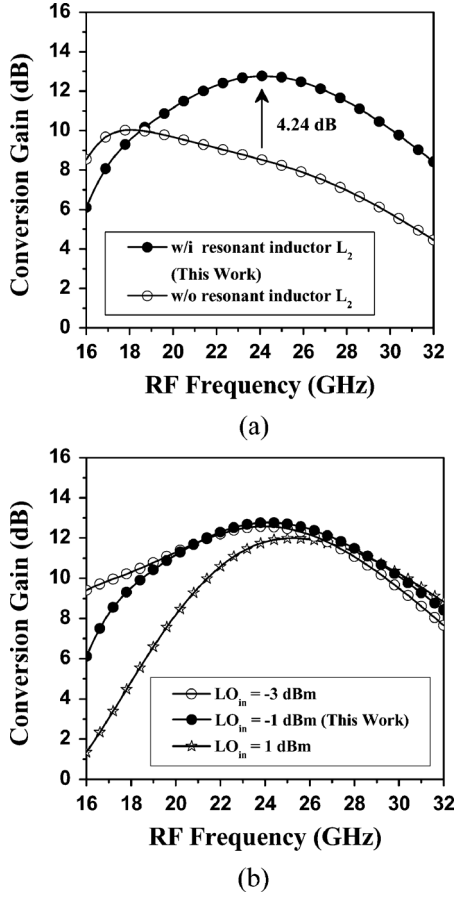 16
14
12
10
8
6
4
2
0
Conversion Gain (dB)
4.24 dB
w/i resonant inductor L2
(This Work)
w/o resonant inductor L2
16 18 20 22 24 26 28 30 32
RF Frequency (GHz)
(a)
16
14
12
10
8
6
4
2
0
Conversion Gain (dB)
LOin = -3 dBm
LOin = -1 dBm (This Work)
LOin = 1 dBm
16 18 20 22 24 26 28 30 32
RF Frequency (GHz)
(b)